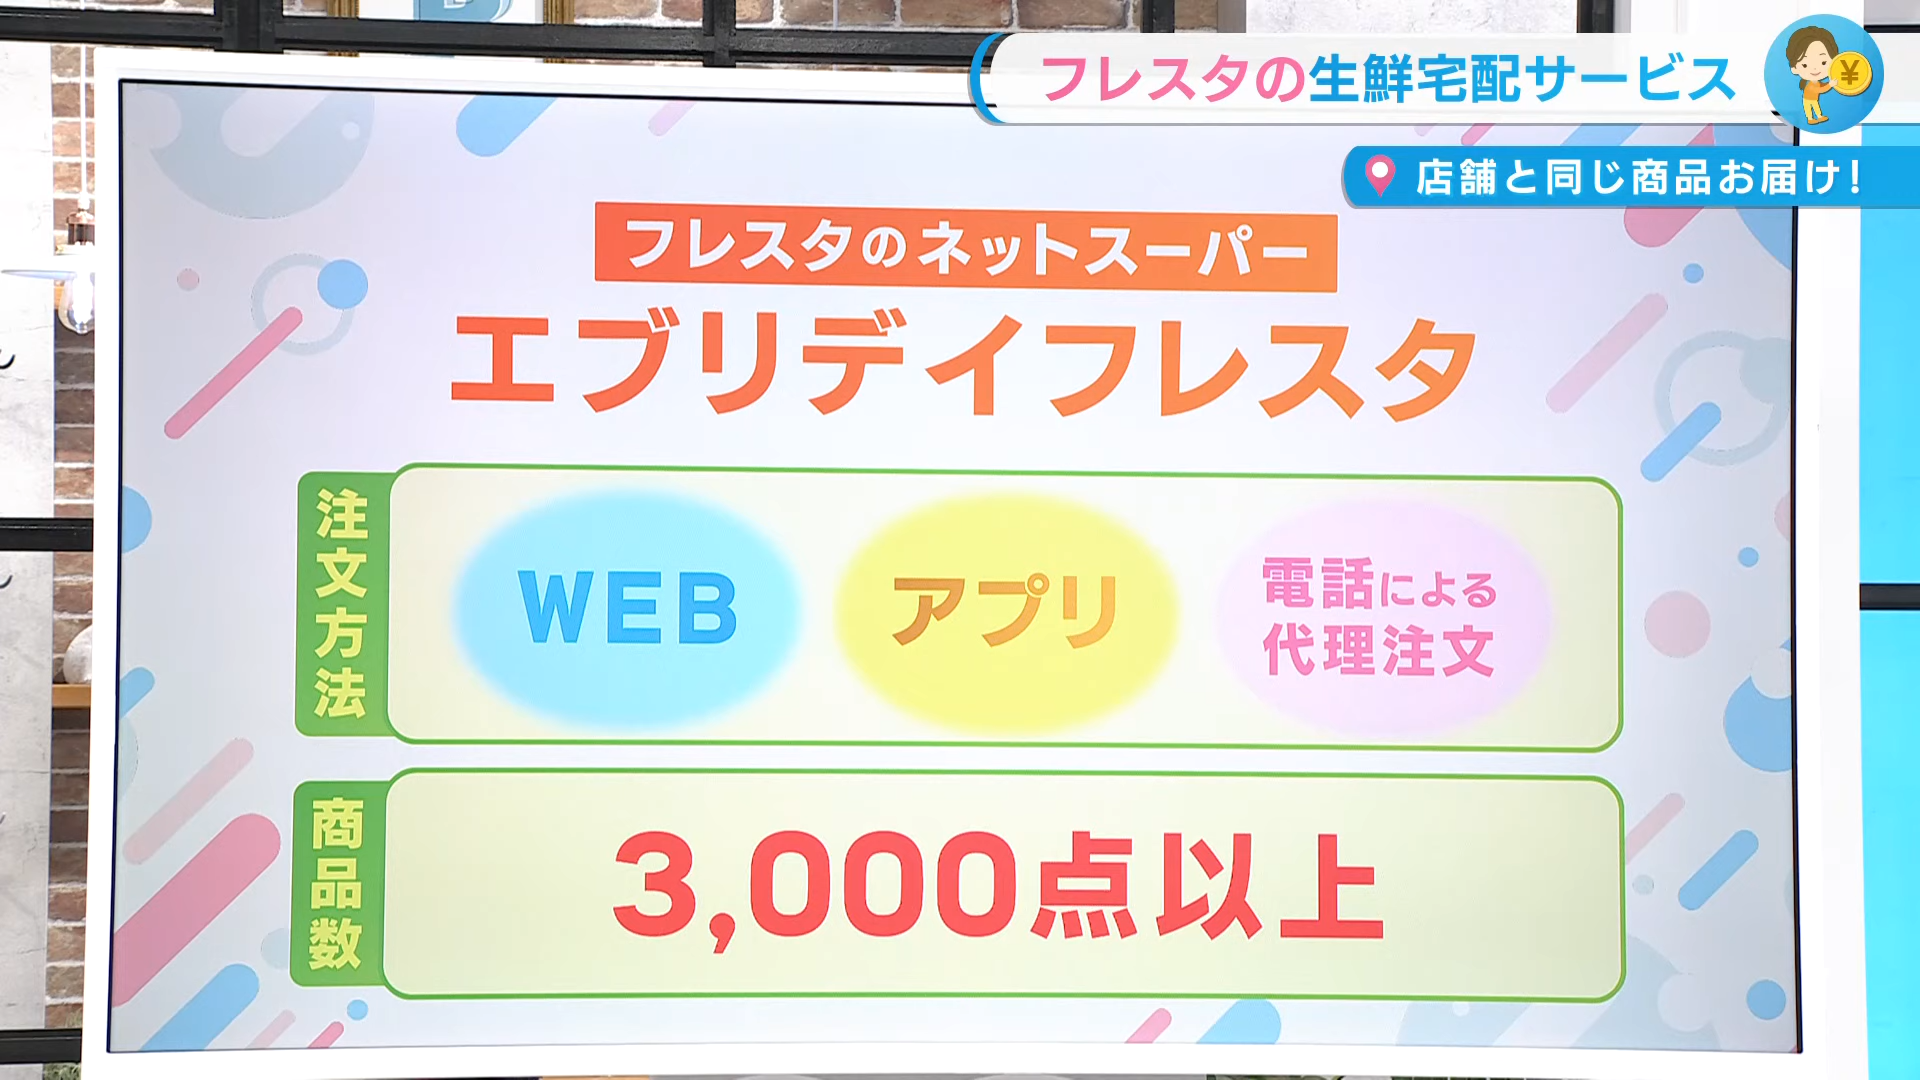 フレスタの生鮮宅配サービス
店舗と同じ商品お届け!
フレスタのネットスーパー
エブリデイフレスタ
注文方法
WEB
アプリ
電話による
代理注文
商品数
3,000点以上
¥